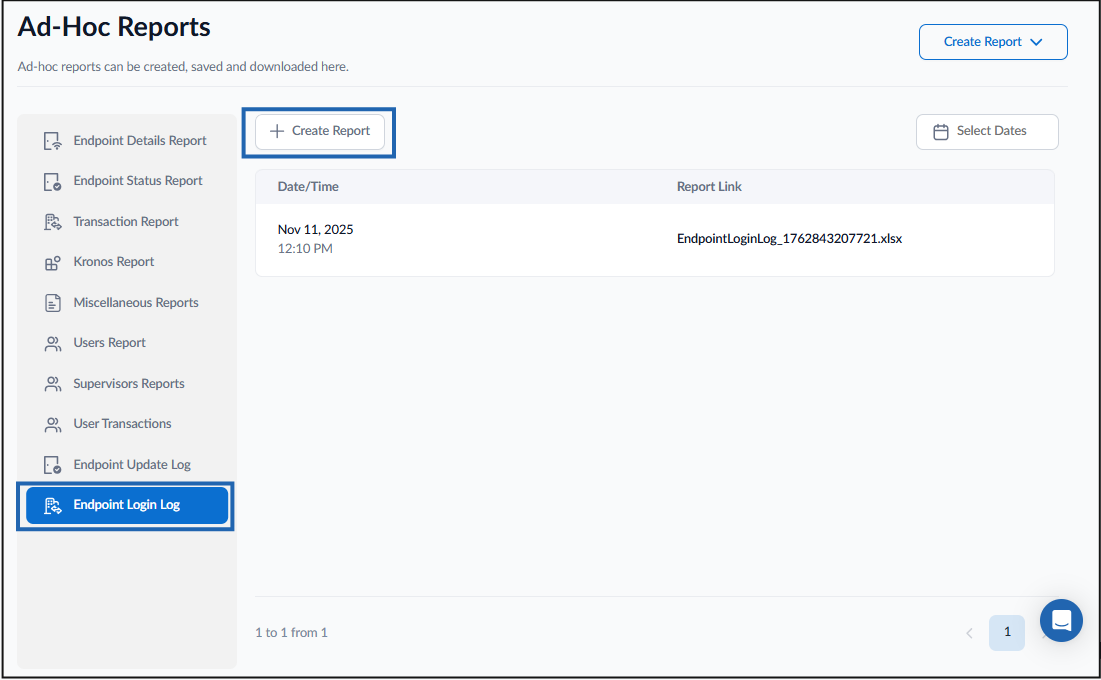 Ad-Hoc Reports
Create Report
Ad-hoc reports can be created, saved and downloaded here.
Endpoint Details Report
Endpoint Status Report
Transaction Report
Kronos Report
Miscellaneous Reports
Users Report
Supervisors Reports
User Transactions
Endpoint Update Log
Endpoint Login Log
Create Report
Select Dates
Date/Time Report Link
Nov 11, 2025
12:10 PM
EndpointLoginLog_1762843207721.xlsx
1 to 1 from 1
1